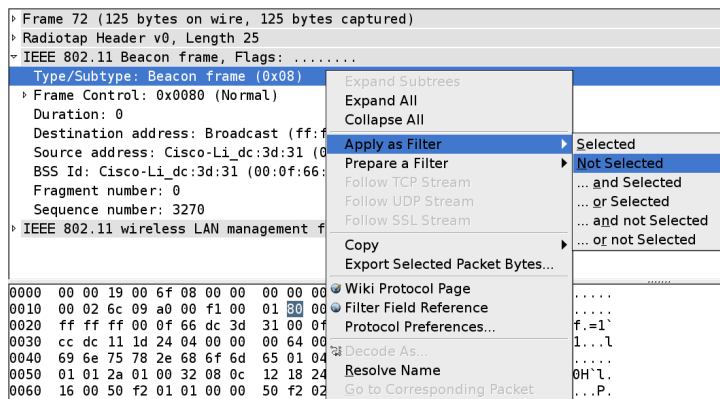 Frame 72 (125 bytes on wire, 125 bytes captured)
Radiotap Header v0, Length 25
IEEE 802.11 Beacon frame, Flags: ........
Type/Subtype: Beacon frame (0x08)
Frame Control: 0x0080 (Normal)
Duration: 0
Destination address: Broadcast (ff:f
Source address: Cisco-Li_dc:3d:31 (0
BSS Id: Cisco-Li_dc:3d:31 (00:0f:66:
Fragment number: 0
Sequence number: 3270
IEEE 802.11 wireless LAN management f
Expand Subtrees
Expand All
Collapse All
Apply as Filter
Prepare a Filter
Follow TCP Stream
Follow UDP Stream
Follow SSL Stream
Copy
Export Selected Packet Bytes...
Wiki Protocol Page
Filter Field Reference
Protocol Preferences...
Decode As...
Resolve Name
Go to Corresponding Packet
Selected
Not Selected
... and Selected
... or Selected
... and not Selected
... or not Selected
0000 00 00 19 00 6f 08 00 00 00 00 00 .....
0010 00 02 6c 09 a0 00 f1 00 01 80 00 .....
0020 ff ff ff 00 0f 66 dc 3d 31 00 0f f.=1`
0030 cc dc 11 1d 24 04 00 00 00 64 00 1...l
0040 69 6e 75 78 2e 68 6f 6d 65 01 04 .....
0050 01 01 2a 01 00 32 08 0c 12 18 24 0H`l.
0060 16 00 50 f2 01 01 00 00 50 f2 02 ...P.